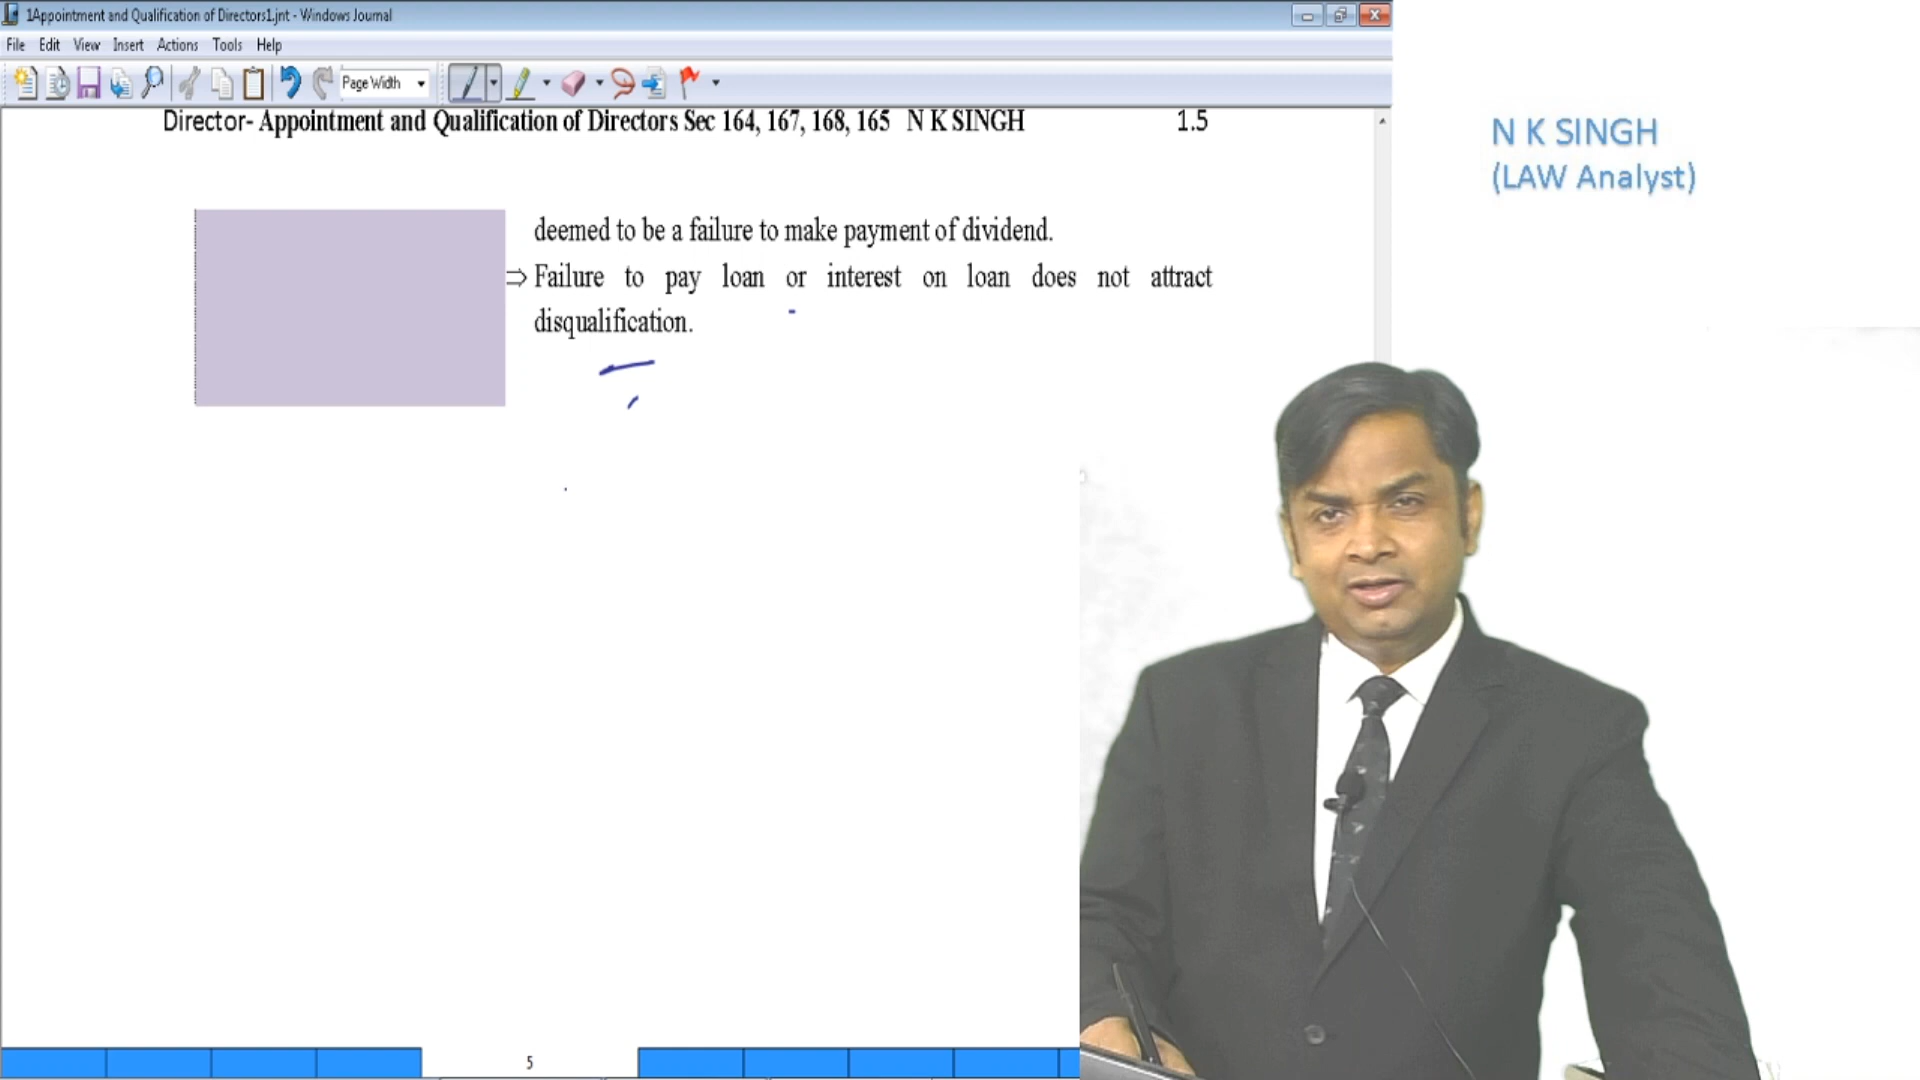 1Appointment and Qualification of Directors1.jnt - Windows Journal
File Edit View Insert Actions Tools Help
Page Width
Director- Appointment and Qualification of Directors Sec 164, 167, 168, 165 N K SINGH 1.5
N K SINGH
(LAW Analyst)
deemed to be a failure to make payment of dividend.
⇒ Failure to pay loan or interest on loan does not attract
disqualification.
5